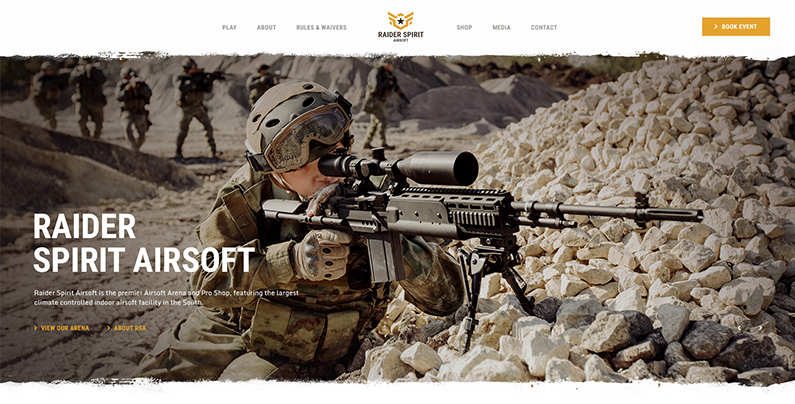 PLAY
ABOUT
RULES & WAIVERS
RAIDER SPIRIT
AIRSOFT
SHOP
MEDIA
CONTACT
BOOK EVENT
RAIDER
SPIRIT AIRSOFT
Raider Spirit Airsoft is the premier Airsoft Arena and Pro Shop, featuring the largest
climate controlled indoor airsoft facility in the South.
VIEW OUR ARENA
ABOUT RSA